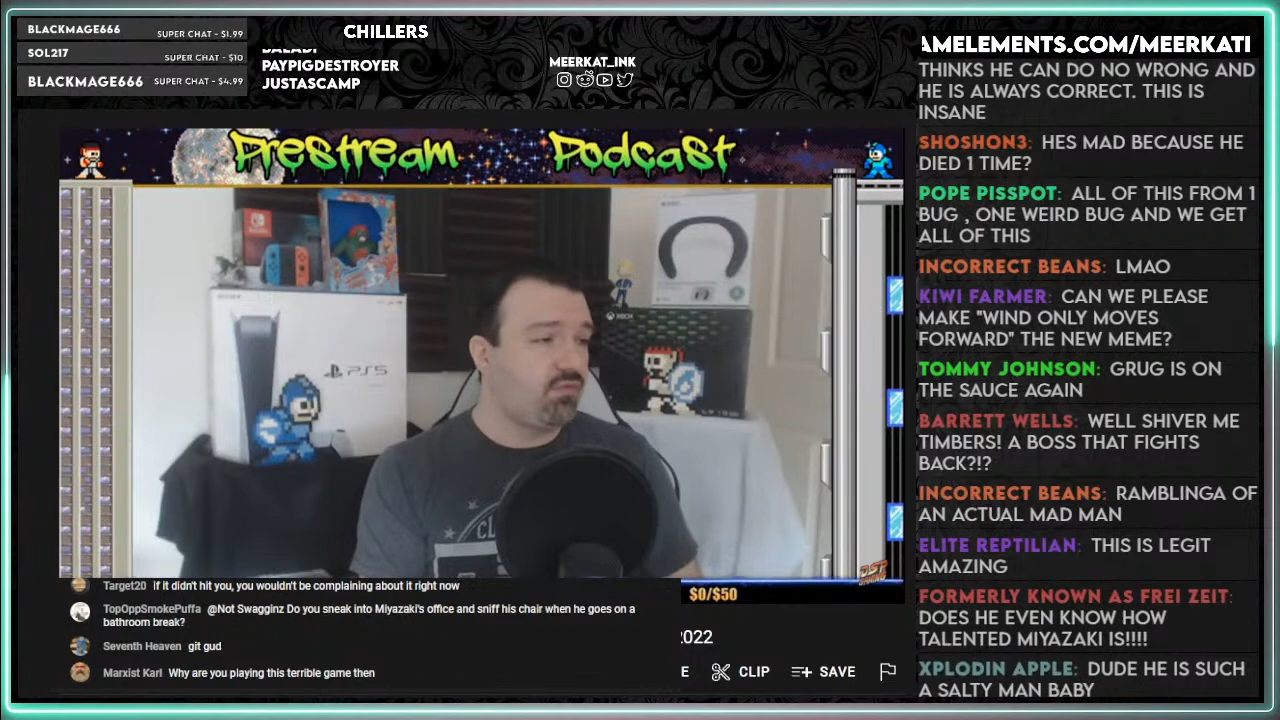 BLACKMAGE666 SUPER CHAT - $1.99
SOL217 SUPER CHAT - $10
BLACKMAGE666 SUPER CHAT - $4.99
CHILLERS
PAYPIGDESTROYER
JUSTASCAMP
MEERKAT_INK
AMELEMENTS.COM/MEERKATI
Prestream Podcast
PS5
XBOX
$0/$50
Target20 If it didn't hit you, you wouldn't be complaining about it right now
TopOppSmokePuffa @Not Swagginz Do you sneak into Miyazaki's office and sniff his chair when he goes on a
bathroom break?
Seventh Heaven git gud
Marxist Karl Why are you playing this terrible game then
2022
E CLIP SAVE
THINKS HE CAN DO NO WRONG AND
HE IS ALWAYS CORRECT. THIS IS
INSANE
SHOSHON3: HES MAD BECAUSE HE
DIED 1 TIME?
POPE PISSPOT: ALL OF THIS FROM 1
BUG , ONE WEIRD BUG AND WE GET
ALL OF THIS
INCORRECT BEANS: LMAO
KIWI FARMER: CAN WE PLEASE
MAKE "WIND ONLY MOVES
FORWARD" THE NEW MEME?
TOMMY JOHNSON: GRUG IS ON
THE SAUCE AGAIN
BARRETT WELLS: WELL SHIVER ME
TIMBERS! A BOSS THAT FIGHTS
BACK?!?
INCORRECT BEANS: RAMBLINGA OF
AN ACTUAL MAD MAN
ELITE REPTILIAN: THIS IS LEGIT
AMAZING
FORMERLY KNOWN AS FREI ZEIT:
DOES HE EVEN KNOW HOW
TALENTED MIYAZAKI IS!!!!
XPLODIN APPLE: DUDE HE IS SUCH
A SALTY MAN BABY